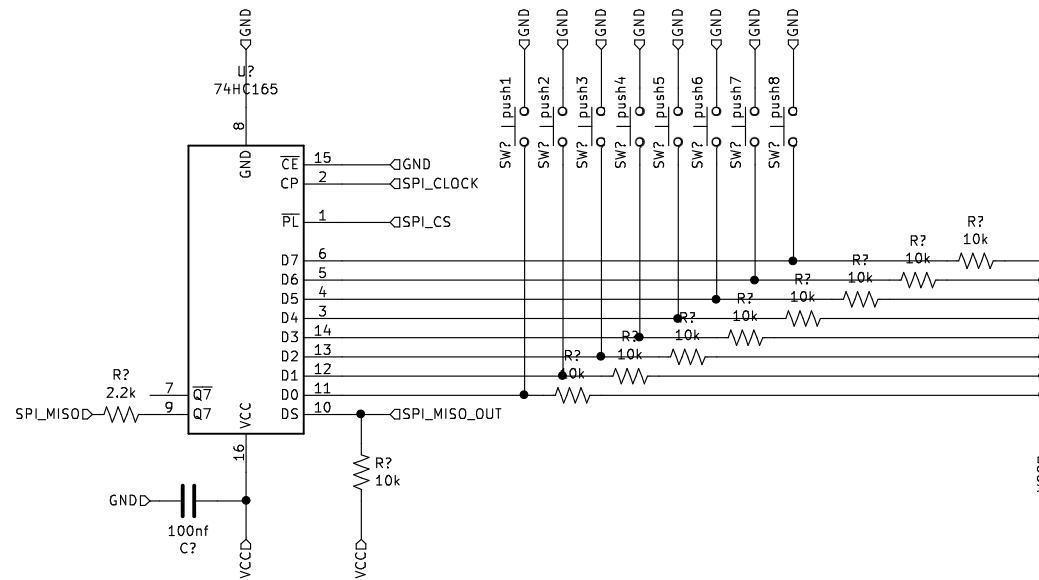 GND
U?
74HC165
8
GND
CE 15
CP 2
PL 1
D7 6
D6 5
D5 4
D4 3
D3 14
D2 13
D1 12
D0 11
DS 10
7 Q7
9 Q7
VCC
16
GND
SPI_CLOCK
SPI_CS
SPI_MISO_OUT
R?
2.2k
SPI_MISO
GND
100nf
C?
VCC
R?
10k
VCC
GND
GND
GND
GND
GND
GND
GND
GND
SW? push1
SW? push2
SW? push3
SW? push4
SW? push5
SW? push6
SW? push7
SW? push8
R?
10k
R?
10k
R?
10k
R?
10k
R?
10k
R?
10k
R?
10k
R?